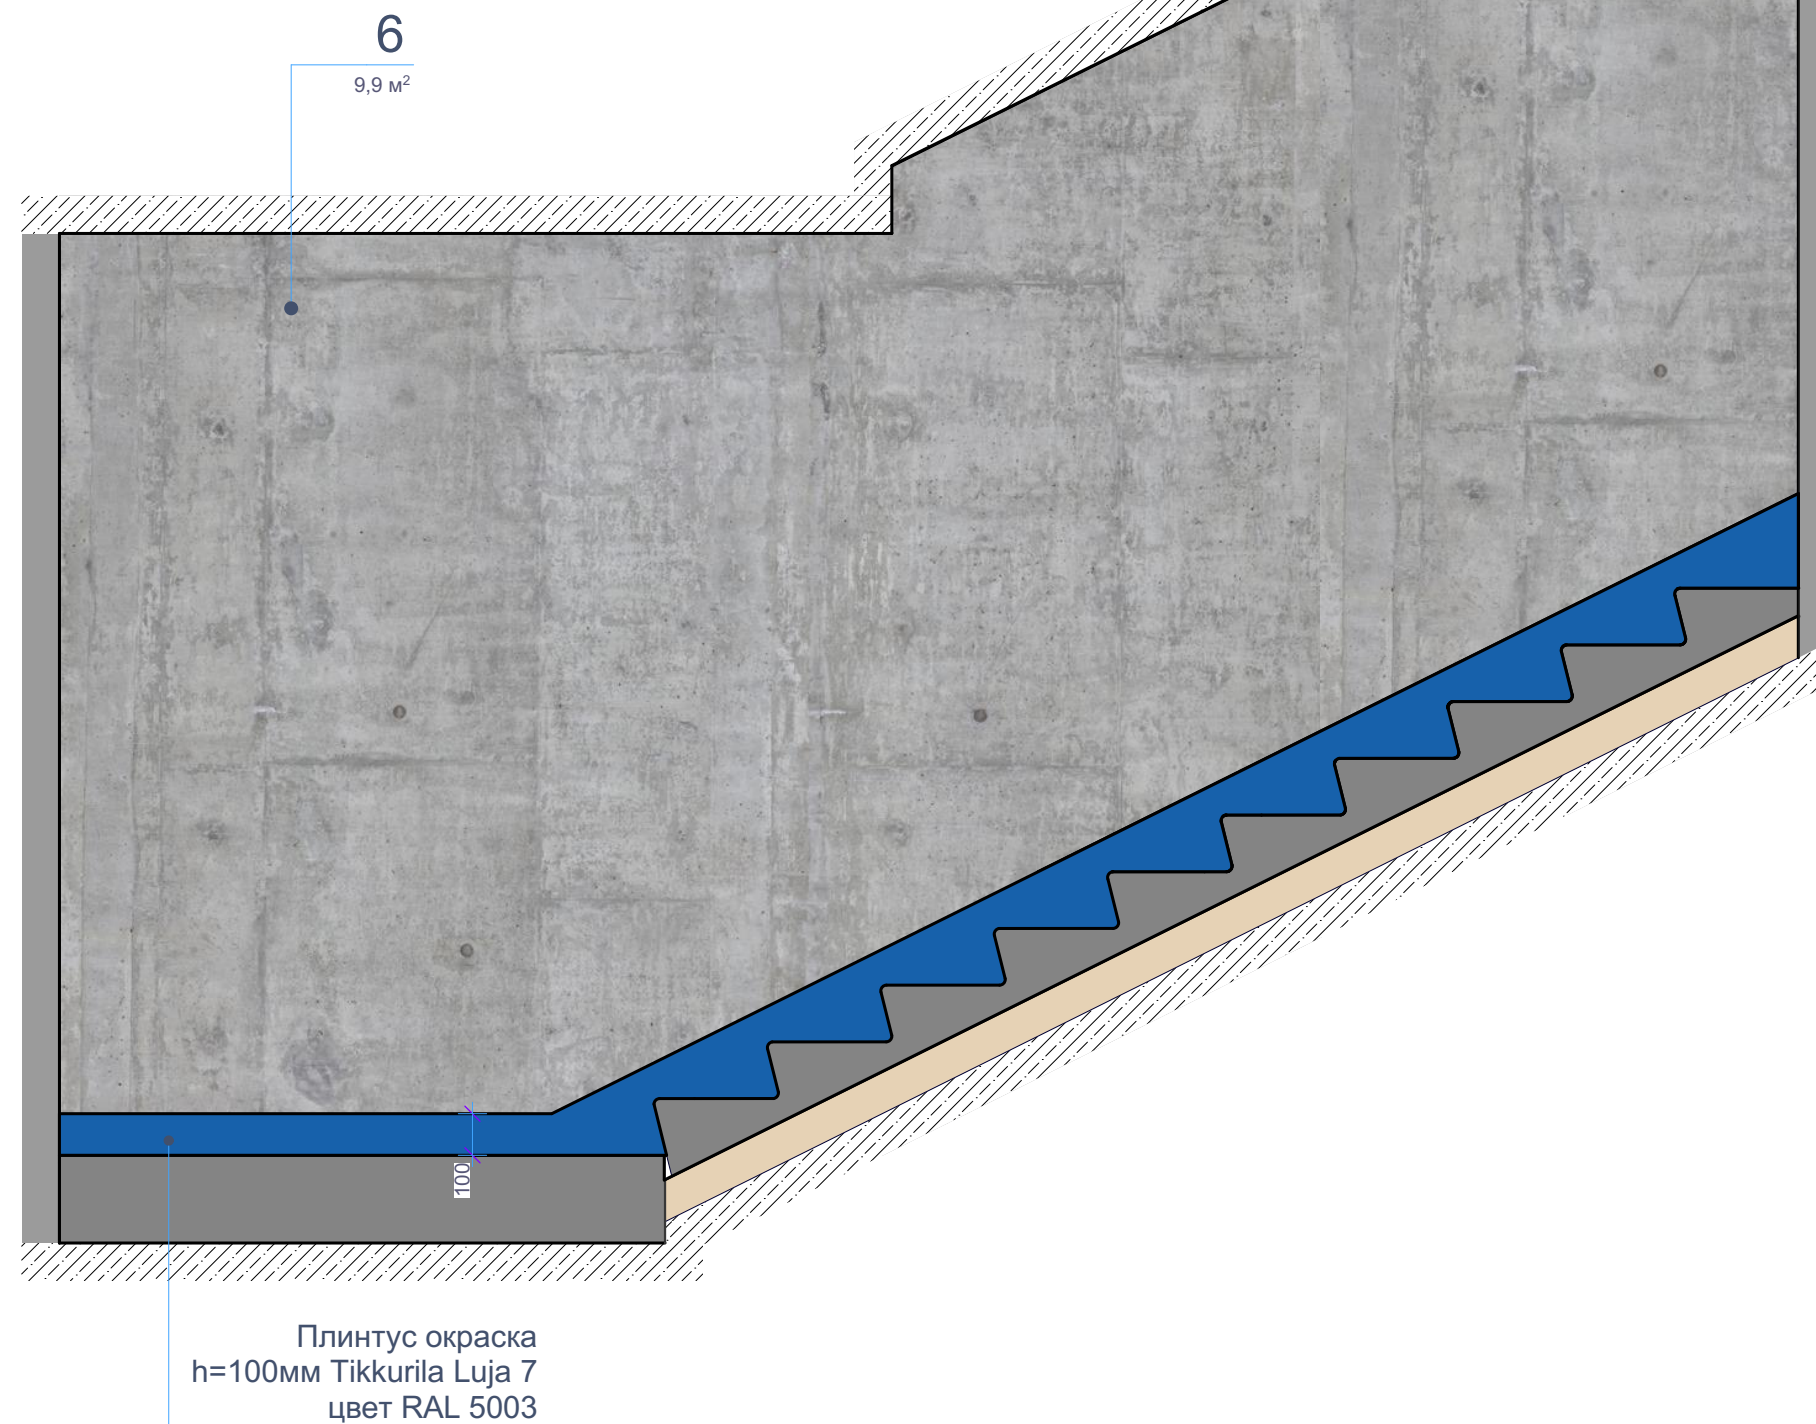 6
9,9 м²
100
Плинтус окраска
h=100мм Tikkurila Luja 7
цвет RAL 5003